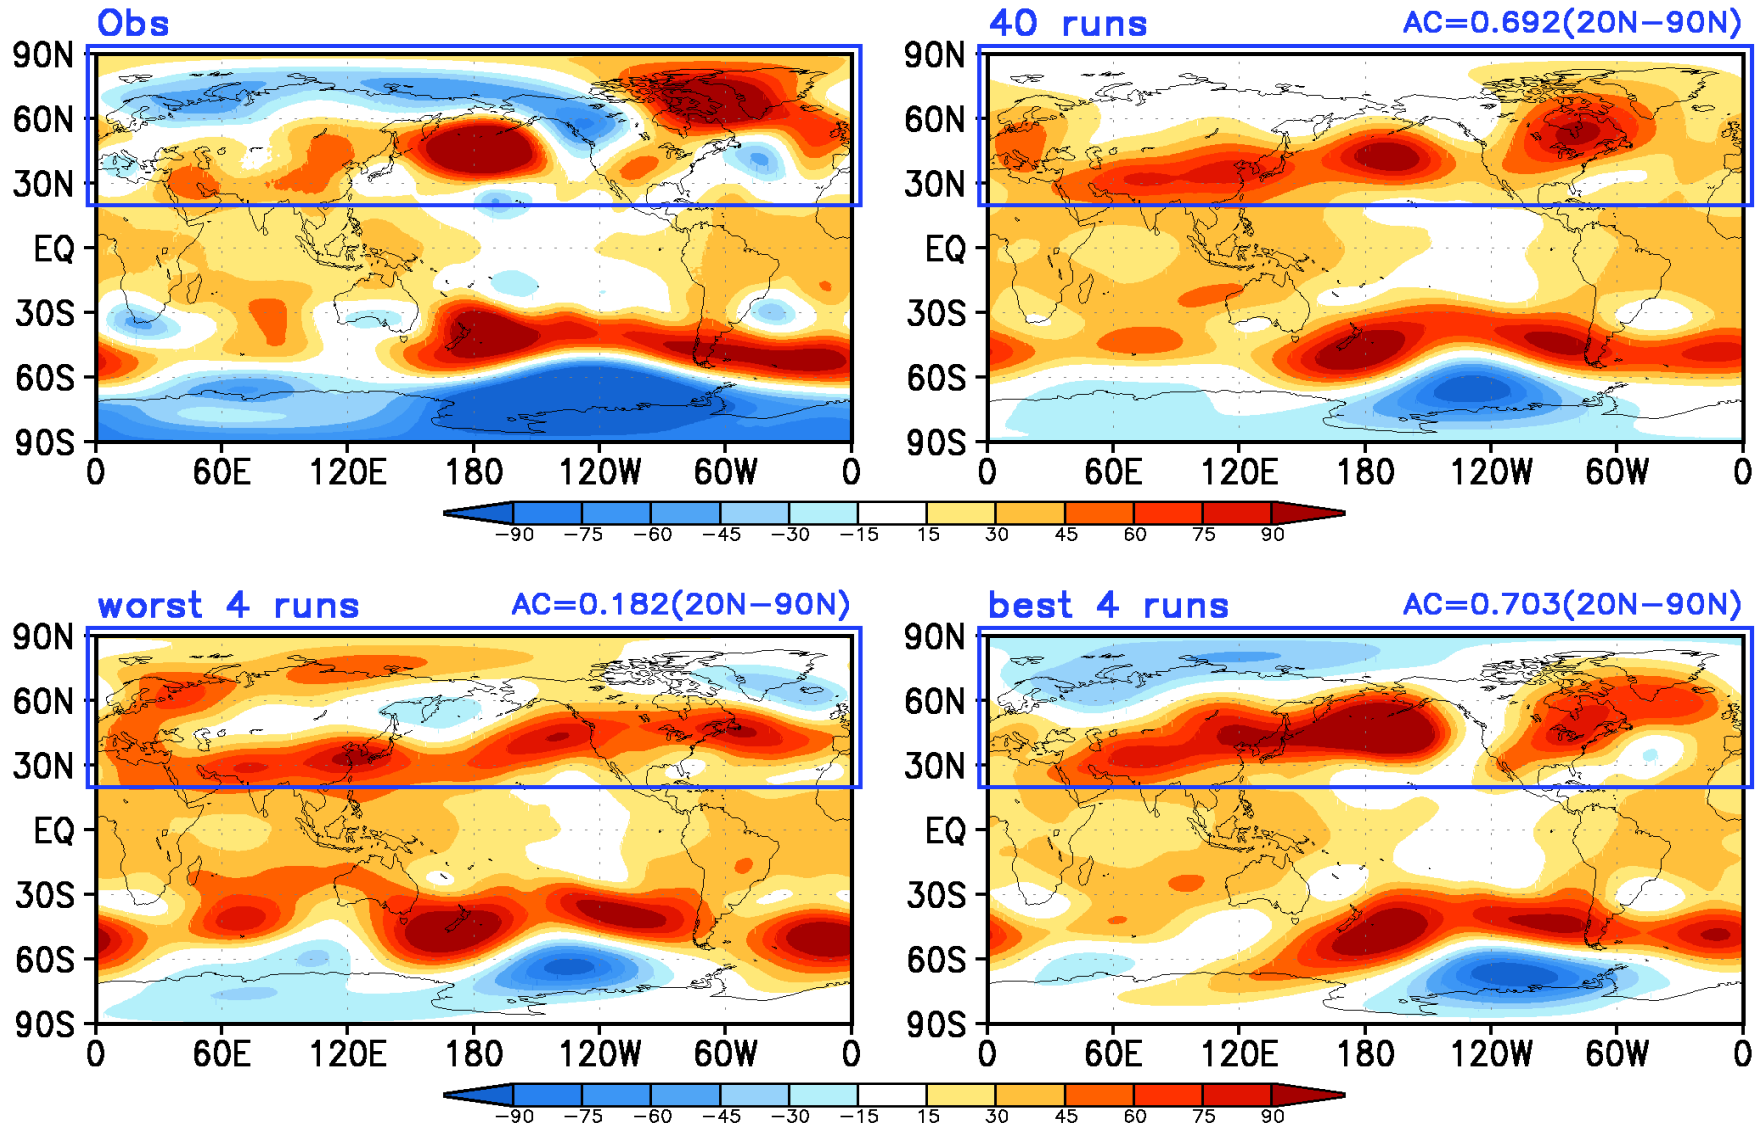 Obs
40 runs AC=0.692(20N−90N)
90N 90N
60N 60N
30N 30N
EQ EQ
30S 30S
60S 60S
90S 90S
0 60E 120E 180 120W 60W 0 0 60E 120E 180 120W 60W 0
−90 −75 −60 −45 −30 −15 15 30 45 60 75 90
worst 4 runs AC=0.182(20N−90N) best 4 runs AC=0.703(20N−90N)
90N 90N
60N 60N
30N 30N
EQ EQ
30S 30S
60S 60S
90S 90S
0 60E 120E 180 120W 60W 0 0 60E 120E 180 120W 60W 0
−90 −75 −60 −45 −30 −15 15 30 45 60 75 90